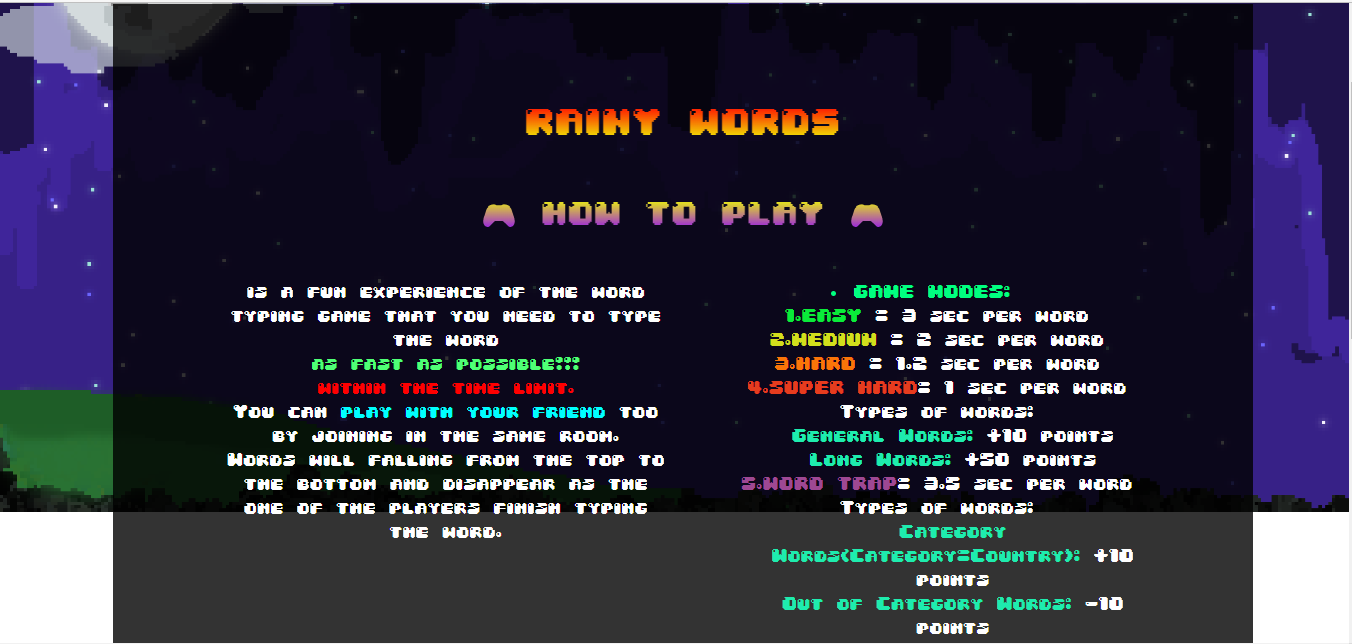 RAINY WORDS
HOW TO PLAY
IS A FUN EXPERIENCE OF THE WORD
TYPING GAME THAT YOU NEED TO TYPE
THE WORD
AS FAST AS POSSIBLE!!!
WITHIN THE TIME LIMIT.
YOU CAN PLAY WITH YOUR FRIEND TOO
BY JOINING IN THE SAME ROOM.
WORDS WILL FALLING FROM THE TOP TO
THE BOTTOM AND DISAPPEAR AS THE
ONE OF THE PLAYERS FINISH TYPING
THE WORD.
• GAME MODES:
1.EASY = 3 SEC PER WORD
2.MEDIUM = 2 SEC PER WORD
3.HARD = 1.2 SEC PER WORD
4.SUPER HARD= 1 SEC PER WORD
TYPES OF WORDS:
GENERAL WORDS: +10 POINTS
LONG WORDS: +50 POINTS
5.WORD TRAP= 3.5 SEC PER WORD
TYPES OF WORDS:
CATEGORY
WORDS(CATEGORY=COUNTRY): +10
POINTS
OUT OF CATEGORY WORDS: -10
POINTS